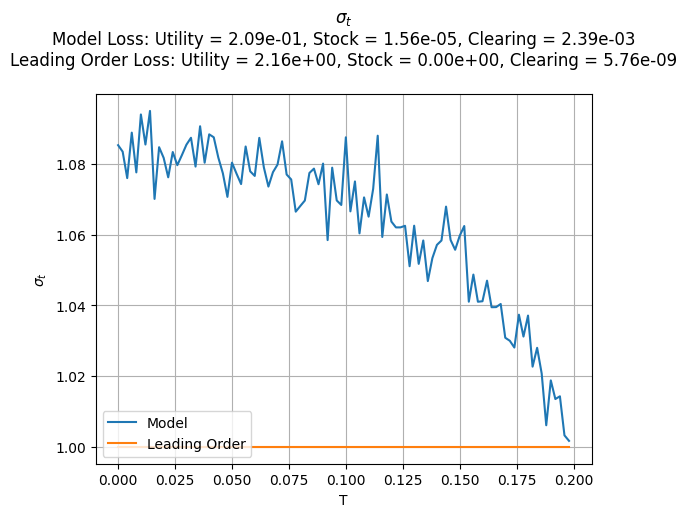 σt
Model Loss: Utility = 2.09e-01, Stock = 1.56e-05, Clearing = 2.39e-03
Leading Order Loss: Utility = 2.16e+00, Stock = 0.00e+00, Clearing = 5.76e-09
σt
1.08
1.06
1.04
1.02
1.00
Model
Leading Order
0.000 0.025 0.050 0.075 0.100 0.125 0.150 0.175 0.200
T